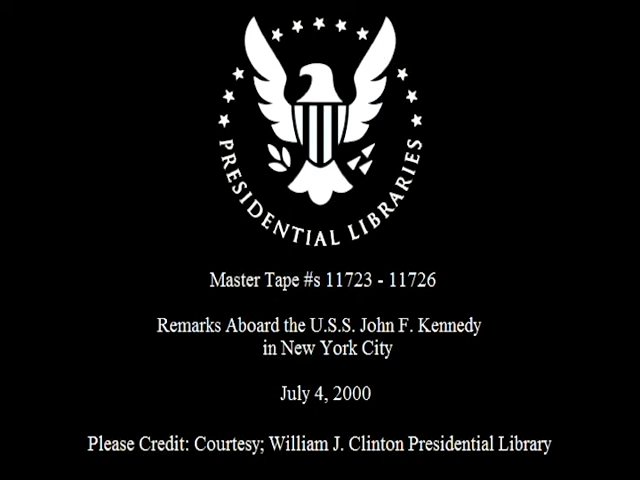 PRESIDENTIAL LIBRARIES
Master Tape #s 11723 - 11726
Remarks Aboard the U.S.S. John F. Kennedy
in New York City
July 4, 2000
Please Credit: Courtesy; William J. Clinton Presidential Library